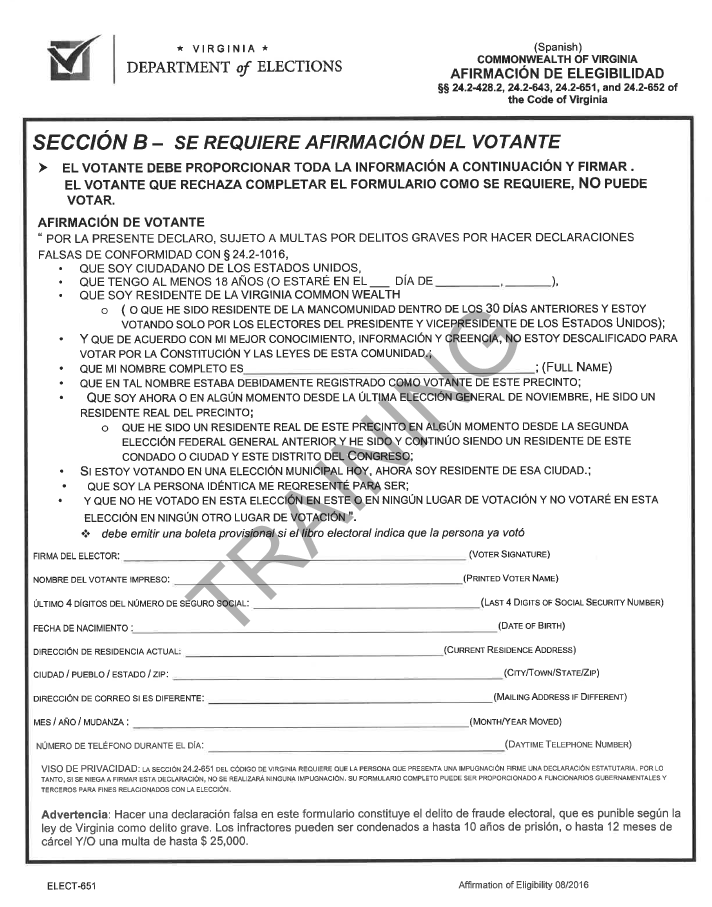 ★ VIRGINIA ★
DEPARTMENT of ELECTIONS
(Spanish)
COMMONWEALTH OF VIRGINIA
AFIRMACIÓN DE ELEGIBILIDAD
§§ 24.2-428.2, 24.2-643, 24.2-651, and 24.2-652 of
the Code of Virginia
SECCIÓN B – SE REQUIERE AFIRMACIÓN DEL VOTANTE
➤ EL VOTANTE DEBE PROPORCIONAR TODA LA INFORMACIÓN A CONTINUACIÓN Y FIRMAR .
EL VOTANTE QUE RECHAZA COMPLETAR EL FORMULARIO COMO SE REQUIERE, NO PUEDE
VOTAR.
AFIRMACIÓN DE VOTANTE
“ POR LA PRESENTE DECLARO, SUJETO A MULTAS POR DELITOS GRAVES POR HACER DECLARACIONES
FALSAS DE CONFORMIDAD CON § 24.2-1016,
• QUE SOY CIUDADANO DE LOS ESTADOS UNIDOS,
• QUE TENGO AL MENOS 18 AÑOS (O ESTARÉ EN EL ___ DÍA DE _________, _______),
• QUE SOY RESIDENTE DE LA VIRGINIA COMMON WEALTH
o ( O QUE HE SIDO RESIDENTE DE LA MANCOMUNIDAD DENTRO DE LOS 30 DÍAS ANTERIORES Y ESTOY
VOTANDO SOLO POR LOS ELECTORES DEL PRESIDENTE Y VICEPRESIDENTE DE LOS ESTADOS UNIDOS);
• Y QUE DE ACUERDO CON MI MEJOR CONOCIMIENTO, INFORMACIÓN Y CREENCIA, NO ESTOY DESCALIFICADO PARA
VOTAR POR LA CONSTITUCIÓN Y LAS LEYES DE ESTA COMUNIDAD,;
• QUE MI NOMBRE COMPLETO ES____________________; (FULL NAME)
• QUE EN TAL NOMBRE ESTABA DEBIDAMENTE REGISTRADO COMO VOTANTE DE ESTE PRECINTO;
• QUE SOY AHORA O EN ALGÚN MOMENTO DESDE LA ÚLTIMA ELECCIÓN GENERAL DE NOVIEMBRE, HE SIDO UN
RESIDENTE REAL DEL PRECINTO;
o QUE HE SIDO UN RESIDENTE REAL DE ESTE PRECINTO EN ALGÚN MOMENTO DESDE LA SEGUNDA
ELECCIÓN FEDERAL GENERAL ANTERIOR Y HE SIDO Y CONTINÚO SIENDO UN RESIDENTE DE ESTE
CONDADO O CIUDAD Y ESTE DISTRITO DEL CONGRESO;
• SI ESTOY VOTANDO EN UNA ELECCIÓN MUNICIPAL HOY, AHORA SOY RESIDENTE DE ESA CIUDAD.;
• QUE SOY LA PERSONA IDÉNTICA ME REQRESENTÉ PARA SER;
• Y QUE NO HE VOTADO EN ESTA ELECCIÓN EN ESTE O EN NINGÚN LUGAR DE VOTACIÓN Y NO VOTARÉ EN ESTA
ELECCIÓN EN NINGÚN OTRO LUGAR DE VOTACIÓN ”.
❖ debe emitir una boleta provisional si el libro electoral indica que la persona ya votó
FIRMA DEL ELECTOR: ____________________ (VOTER SIGNATURE)
NOMBRE DEL VOTANTE IMPRESO: ____________________(PRINTED VOTER NAME)
ÚLTIMO 4 DÍGITOS DEL NÚMERO DE SEGURO SOCIAL: ____________________(LAST 4 DIGITS OF SOCIAL SECURITY NUMBER)
FECHA DE NACIMIENTO :____________________(DATE OF BIRTH)
DIRECCIÓN DE RESIDENCIA ACTUAL: ____________________(CURRENT RESIDENCE ADDRESS)
CIUDAD / PUEBLO / ESTADO / ZIP: ____________________(CITY/TOWN/STATE/ZIP)
DIRECCIÓN DE CORREO SI ES DIFERENTE: ____________________(MAILING ADDRESS IF DIFFERENT)
MES / AÑO / MUDANZA : ____________________(MONTH/YEAR MOVED)
NÚMERO DE TELÉFONO DURANTE EL DÍA: ____________________(DAYTIME TELEPHONE NUMBER)
VISO DE PRIVACIDAD: LA SECCIÓN 24.2-651 DEL CÓDIGO DE VIRGINIA REQUIERE QUE LA PERSONA QUE PRESENTA UNA IMPUGNACIÓN FIRME UNA DECLARACIÓN ESTATUTARIA. POR LO
TANTO, SI SE NIEGA A FIRMAR ESTA DECLARACIÓN, NO SE REALIZARÁ NINGUNA IMPUGNACIÓN. SU FORMULARIO COMPLETO PUEDE SER PROPORCIONADO A FUNCIONARIOS GUBERNAMENTALES Y
TERCEROS PARA FINES RELACIONADOS CON LA ELECCIÓN.
Advertencia: Hacer una declaración falsa en este formulario constituye el delito de fraude electoral, que es punible según la
ley de Virginia como delito grave. Los infractores pueden ser condenados a hasta 10 años de prisión, o hasta 12 meses de
cárcel Y/O una multa de hasta $ 25,000.
TRAINING
ELECT-651
Affirmation of Eligibility 08/2016